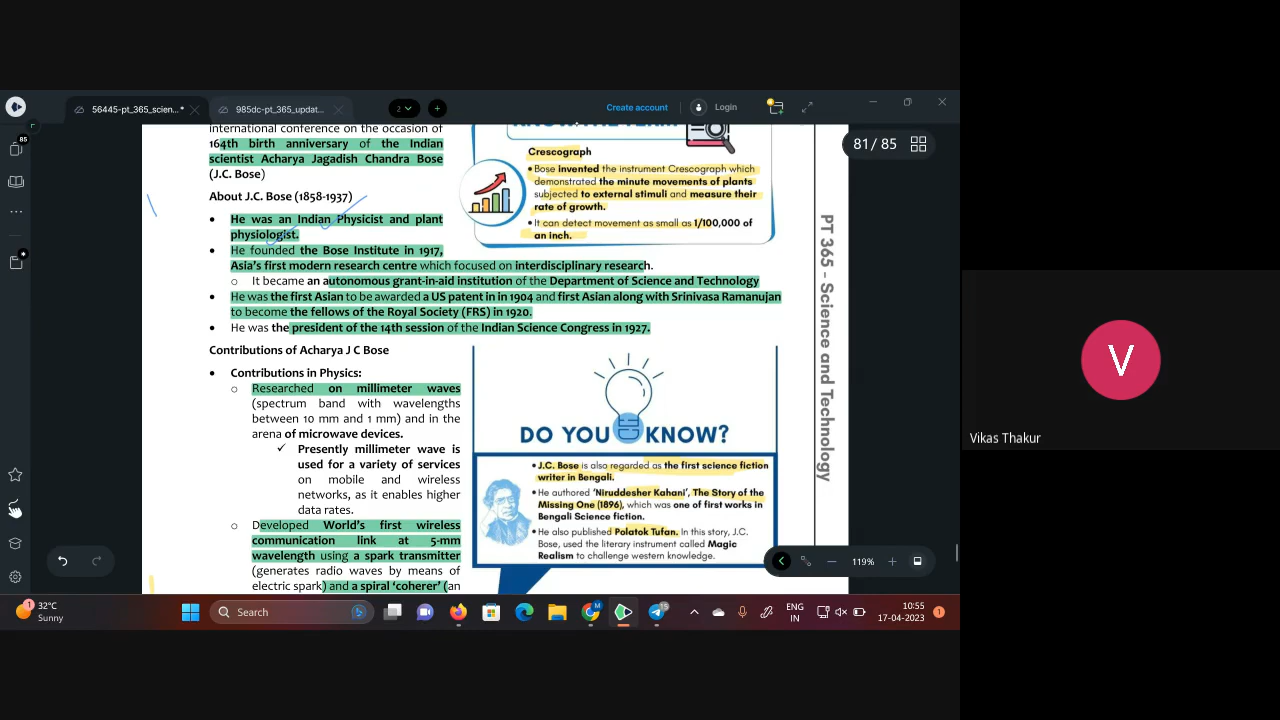 56445-pt_365_scien...*
985dc-pt_365_updat...
2
Create account
Login
85
81 / 85
international conference on the occasion of
164th birth anniversary of the Indian
scientist Acharya Jagadish Chandra Bose
(J.C. Bose)
About J.C. Bose (1858-1937)
• He was an Indian Physicist and plant
physiologist.
• He founded the Bose Institute in 1917,
Asia's first modern research centre which focused on interdisciplinary research.
o It became an autonomous grant-in-aid institution of the Department of Science and Technology
• He was the first Asian to be awarded a US patent in in 1904 and first Asian along with Srinivasa Ramanujan
to become the fellows of the Royal Society (FRS) in 1920.
• He was the president of the 14th session of the Indian Science Congress in 1927.
Crescograph
• Bose invented the instrument Crescograph which
demonstrated the minute movements of plants
subjected to external stimuli and measure their
rate of growth.
• It can detect movement as small as 1/100,000 of
an inch.
Contributions of Acharya J C Bose
• Contributions in Physics:
o Researched on millimeter waves
(spectrum band with wavelengths
between 10 mm and 1 mm) and in the
arena of microwave devices.
✓ Presently millimeter wave is
used for a variety of services
on mobile and wireless
networks, as it enables higher
data rates.
o Developed World's first wireless
communication link at 5-mm
wavelength using a spark transmitter
(generates radio waves by means of
electric spark) and a spiral 'coherer' (an
DO YOU KNOW?
• J.C. Bose is also regarded as the first science fiction
writer in Bengali.
• He authored 'Niruddesher Kahani', The Story of the
Missing One (1896), which was one of first works in
Bengali Science fiction.
• He also published Polatok Tufan. In this story, J.C.
Bose, used the literary instrument called Magic
Realism to challenge western knowledge.
PT 365 - Science and Technology
119%
1
32°C
Sunny
Search
M
15
ENG
IN
10:55
17-04-2023
1
V
Vikas Thakur